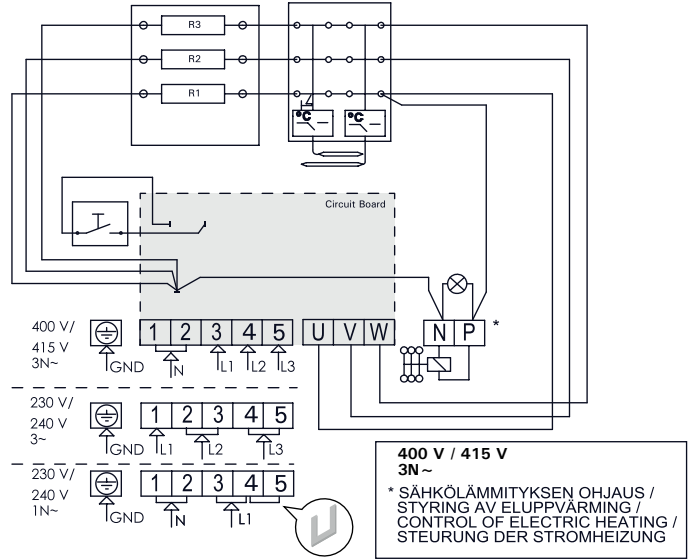 R3
R2
R1
°C °C
Circuit Board
400 V/
415 V
3N~
GND
1 2 3 4 5 U V W N P *
N L1 L2 L3
230 V/
240 V
3~
GND
1 2 3 4 5
L1 L2 L3
230 V/
240 V
1N~
GND
1 2 3 4 5
N L1
400 V / 415 V
3N~
* SÄHKÖLÄMMITYKSEN OHJAUS /
STYRING AV ELUPPVÄRMING /
CONTROL OF ELECTRIC HEATING /
STEURUNG DER STROMHEIZUNG